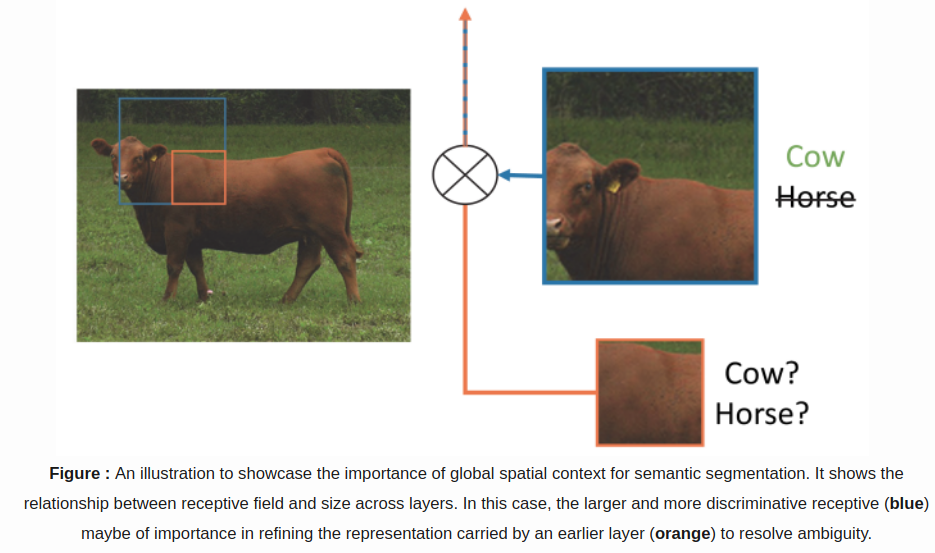 Cow
Horse
Cow?
Horse?
Figure : An illustration to showcase the importance of global spatial context for semantic segmentation. It shows the
relationship between receptive field and size across layers. In this case, the larger and more discriminative receptive (blue)
maybe of importance in refining the representation carried by an earlier layer (orange) to resolve ambiguity.